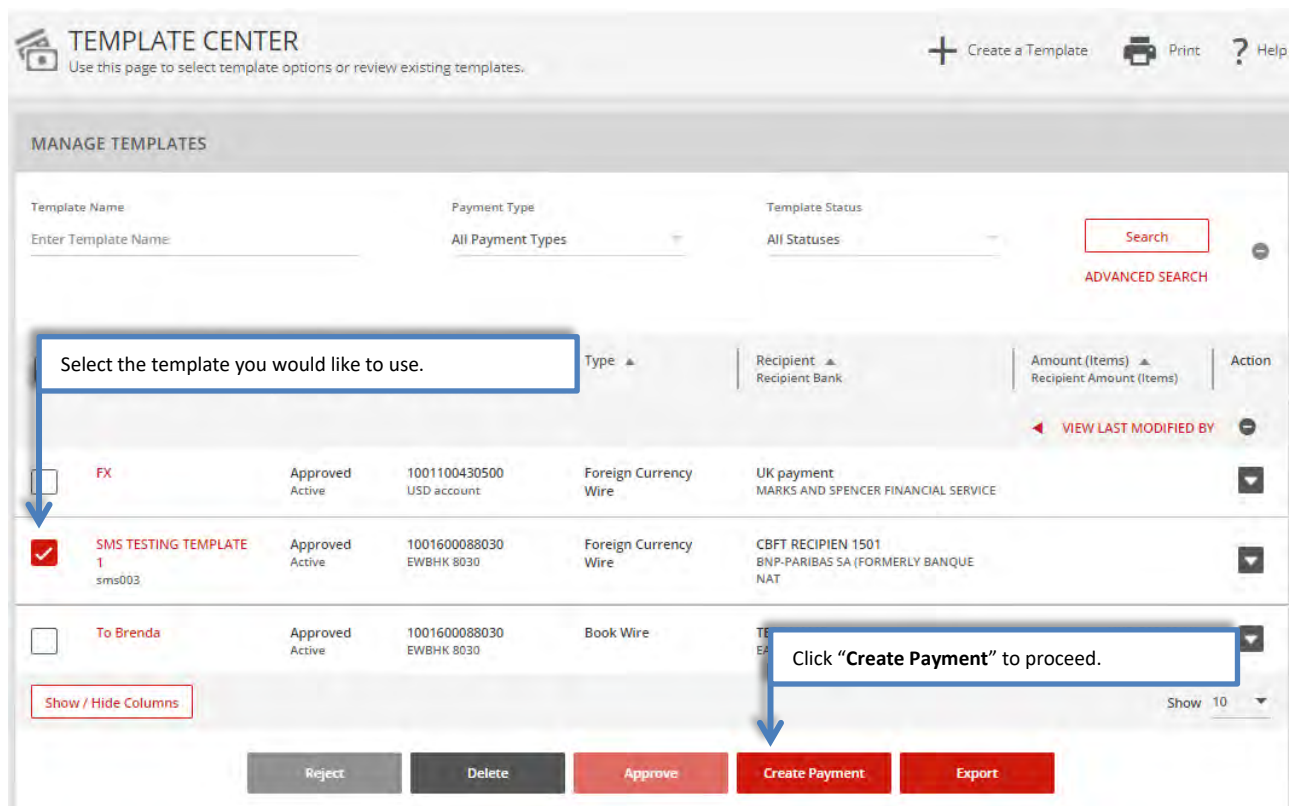 TEMPLATE CENTER
Use this page to select template options or review existing templates.
Create a Template
Print
? Help
MANAGE TEMPLATES
Template Name
Payment Type
Template Status
Enter Template Name
All Payment Types
All Statuses
Search
ADVANCED SEARCH
Select the template you would like to use.
Type
Recipient
Recipient Bank
Amount (Items)
Recipient Amount (Items)
Action
VIEW LAST MODIFIED BY
FX
Approved
Active
1001100430500
USD account
Foreign Currency
Wire
UK payment
MARKS AND SPENCER FINANCIAL SERVICE
SMS TESTING TEMPLATE
1
sms003
Approved
Active
1001600088030
EWBHK 8030
Foreign Currency
Wire
CBFT RECIPIEN 1501
BNP-PARIBAS SA (FORMERLY BANQUE
NAT
To Brenda
Approved
Active
1001600088030
EWBHK 8030
Book Wire
Click “Create Payment” to proceed.
Show / Hide Columns
Show 10
Reject
Delete
Approve
Create Payment
Export